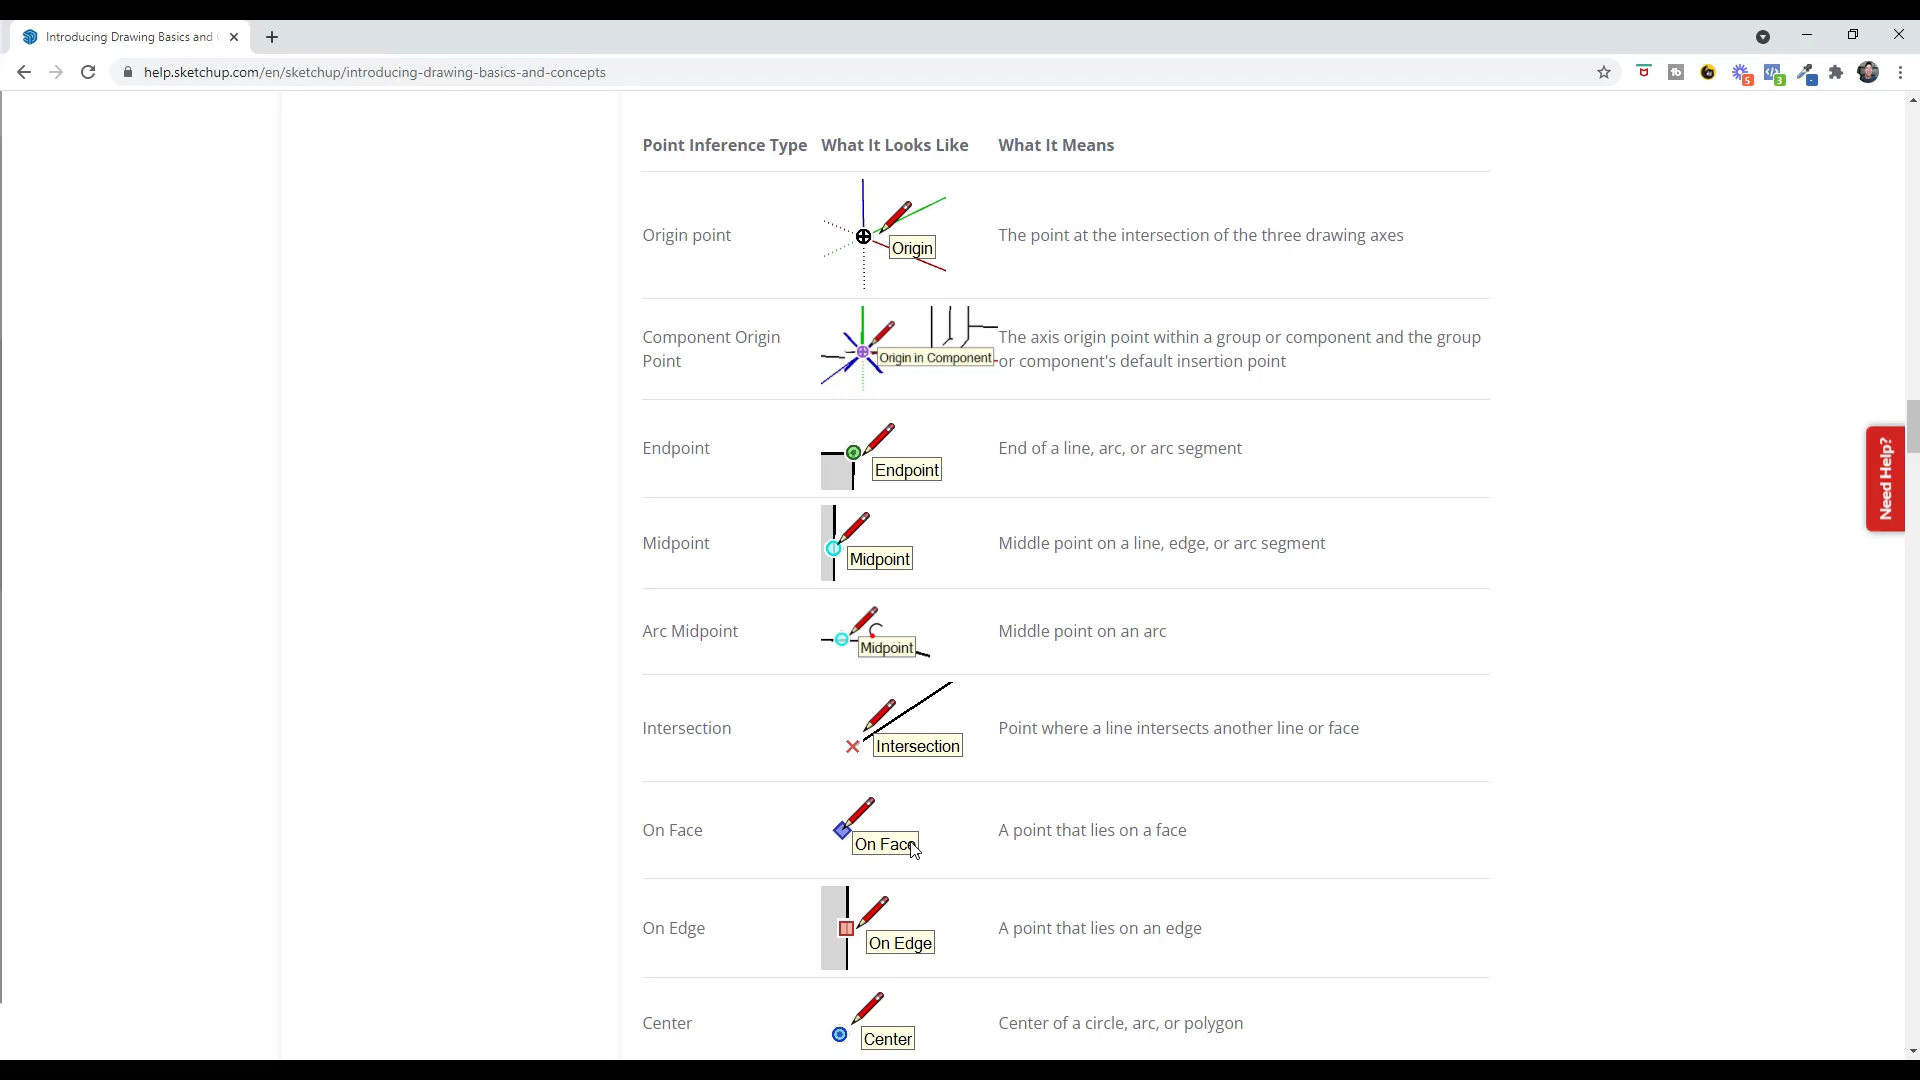 Introducing Drawing Basics and
help.sketchup.com/en/sketchup/introducing-drawing-basics-and-concepts
5
3
Point Inference Type What It Looks Like What It Means
Origin point
Origin
The point at the intersection of the three drawing axes
Component Origin
Point
Origin in Component
The axis origin point within a group or component and the group
or component's default insertion point
Endpoint
Endpoint
End of a line, arc, or arc segment
Midpoint
Midpoint
Middle point on a line, edge, or arc segment
Arc Midpoint
Midpoint
Middle point on an arc
Intersection
Intersection
Point where a line intersects another line or face
On Face
On Face
A point that lies on a face
On Edge
On Edge
A point that lies on an edge
Center
Center
Center of a circle, arc, or polygon
Need Help?